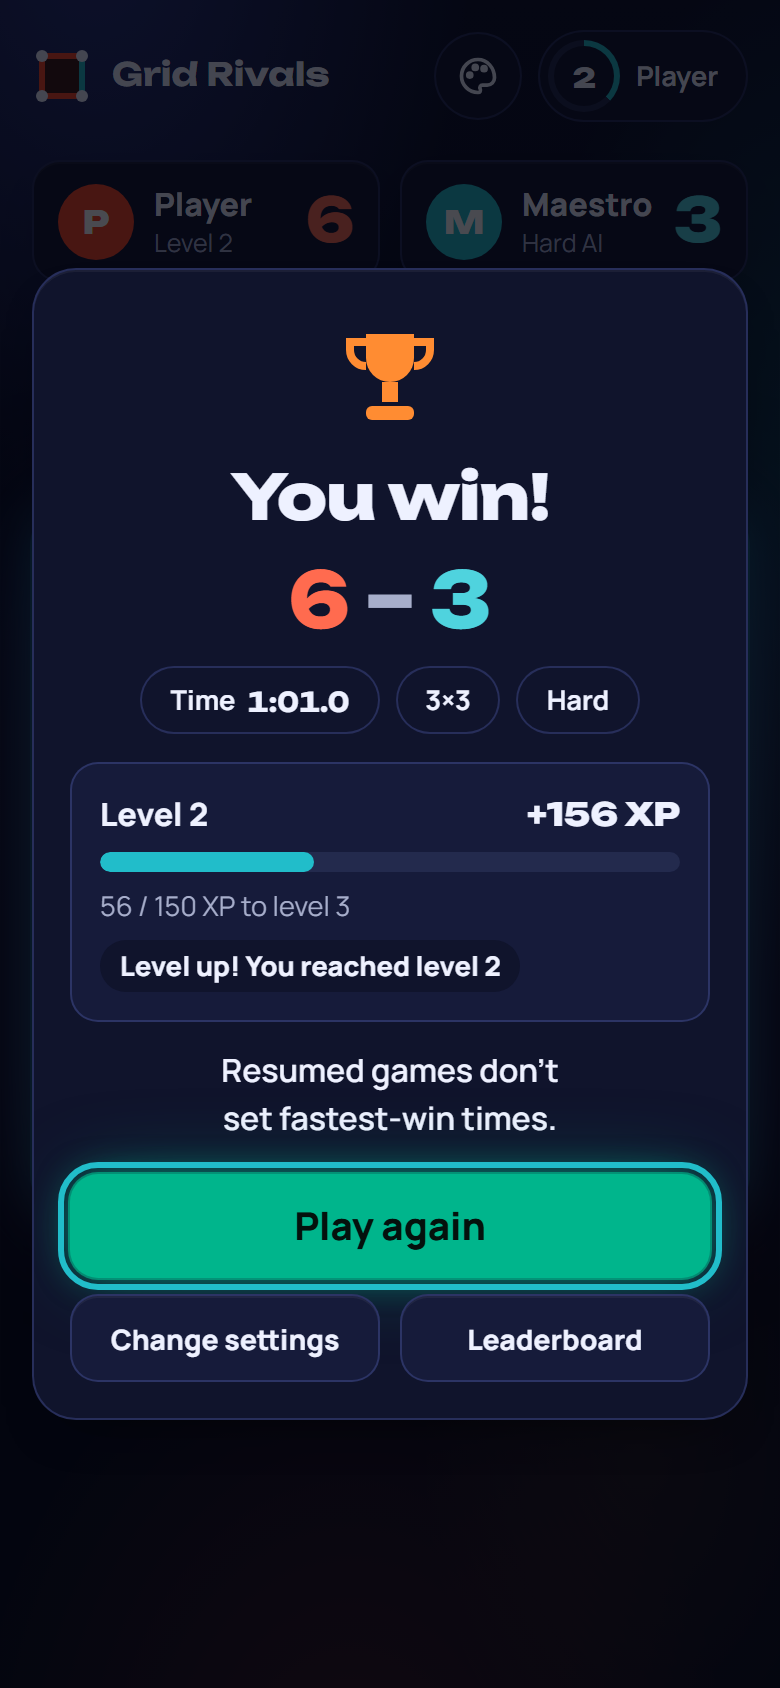 Grid Rivals
2 Player
P Player 6
Level 2
M Maestro 3
Hard AI
You win!
6 – 3
Time 1:01.0 3×3 Hard
Level 2 +156 XP
56 / 150 XP to level 3
Level up! You reached level 2
Resumed games don’t
set fastest-win times.
Play again
Change settings Leaderboard